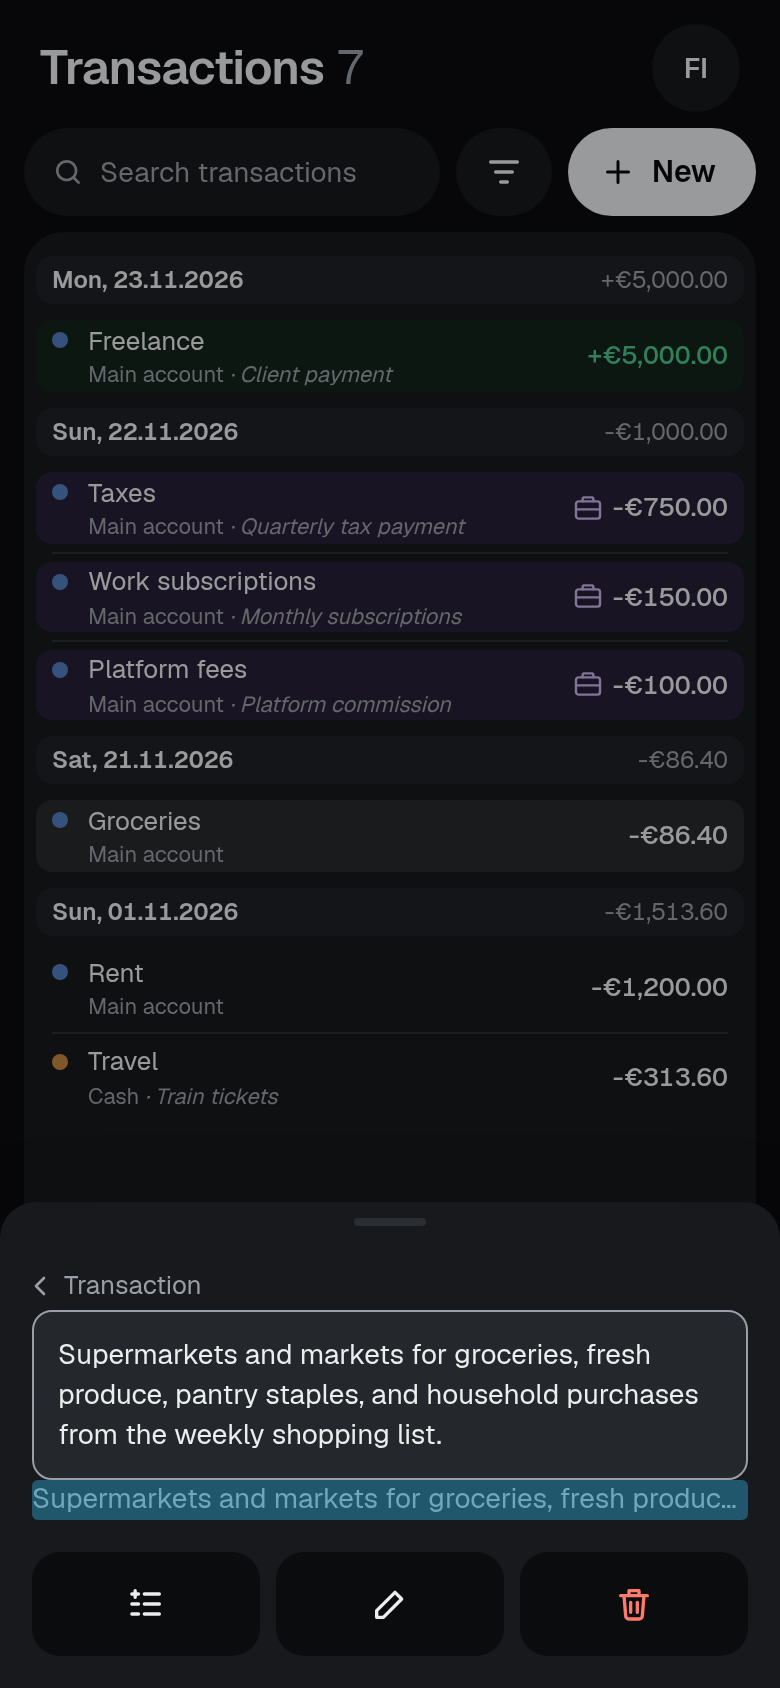 Transactions 7
FI
Search transactions
New
Mon, 23.11.2026 +€5,000.00
Freelance
+€5,000.00
Main account · Client payment
Sun, 22.11.2026 -€1,000.00
Taxes
-€750.00
Main account · Quarterly tax payment
Work subscriptions
-€150.00
Main account · Monthly subscriptions
Platform fees
-€100.00
Main account · Platform commission
Sat, 21.11.2026 -€86.40
Groceries
-€86.40
Main account
Sun, 01.11.2026 -€1,513.60
Rent
-€1,200.00
Main account
Travel
-€313.60
Cash · Train tickets
Transaction
Supermarkets and markets for groceries, fresh
produce, pantry staples, and household purchases
from the weekly shopping list.
Supermarkets and markets for groceries, fresh produc...